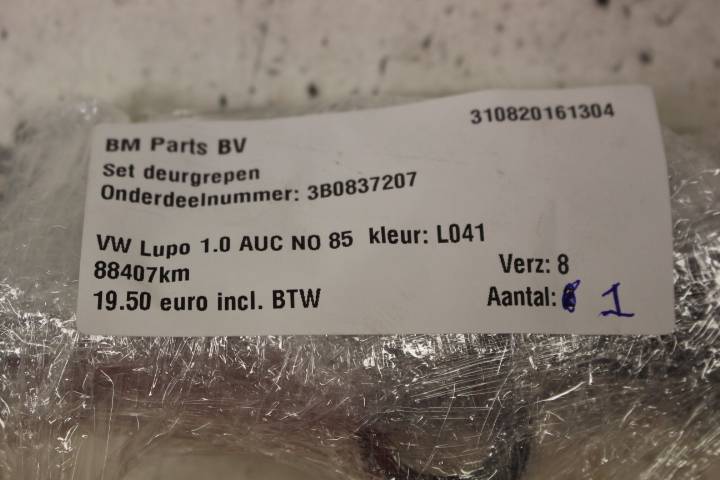 310820161304
BM Parts BV
Set deurgrepen
Onderdeelnummer: 3B0837207
VW Lupo 1.0 AUC NO 85 kleur: L041
88407km
Verz: 8
19.50 euro incl. BTW
Aantal: 1